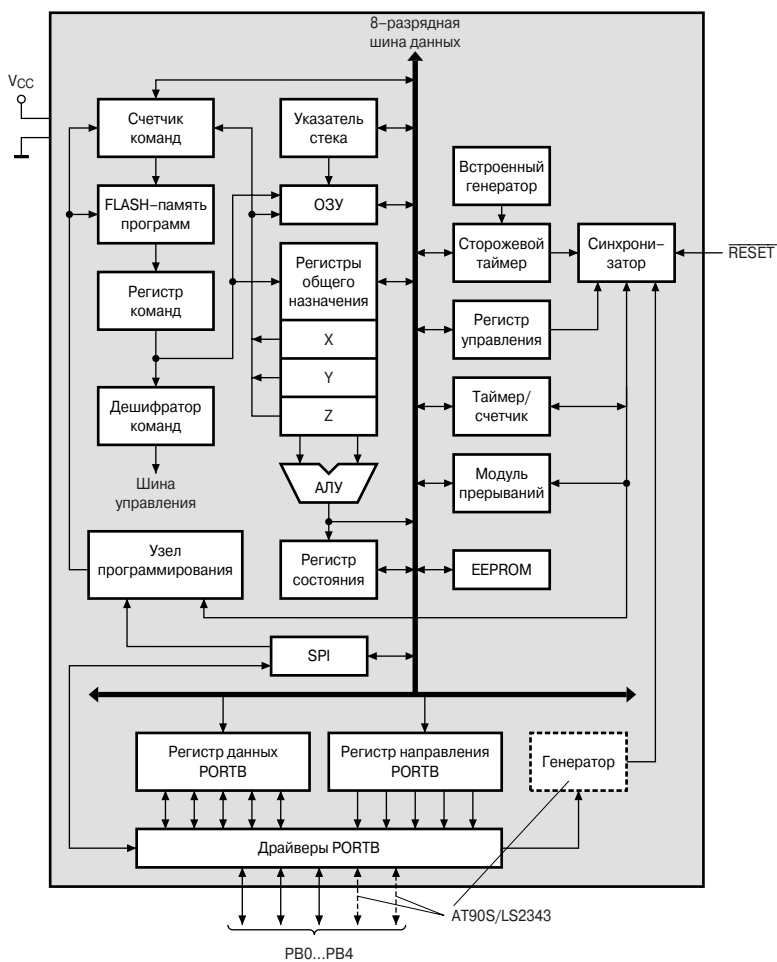 8–разрядная
шина данных
VCC
Счетчик
команд
Указатель
стека
Встроенный
генератор
FLASH–память
программ
ОЗУ
Сторожевой
таймер
Синхрони–
затор
RESET
Регистр
команд
Регистры
общего
назначения
X
Y
Z
Регистр
управления
Дешифратор
команд
Таймер/
счетчик
Шина
управления
АЛУ
Модуль
прерываний
Узел
программирования
Регистр
состояния
EEPROM
SPI
Регистр данных
PORTB
Регистр направления
PORTB
Генератор
Драйверы PORTB
AT90S/LS2343
PB0...PB4